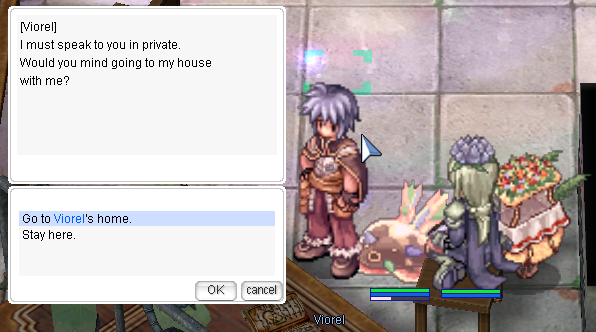 [Viorel]
I must speak to you in private.
Would you mind going to my house
with me?
Go to Viorel's home.
Stay here.
OK
cancel
Viorel